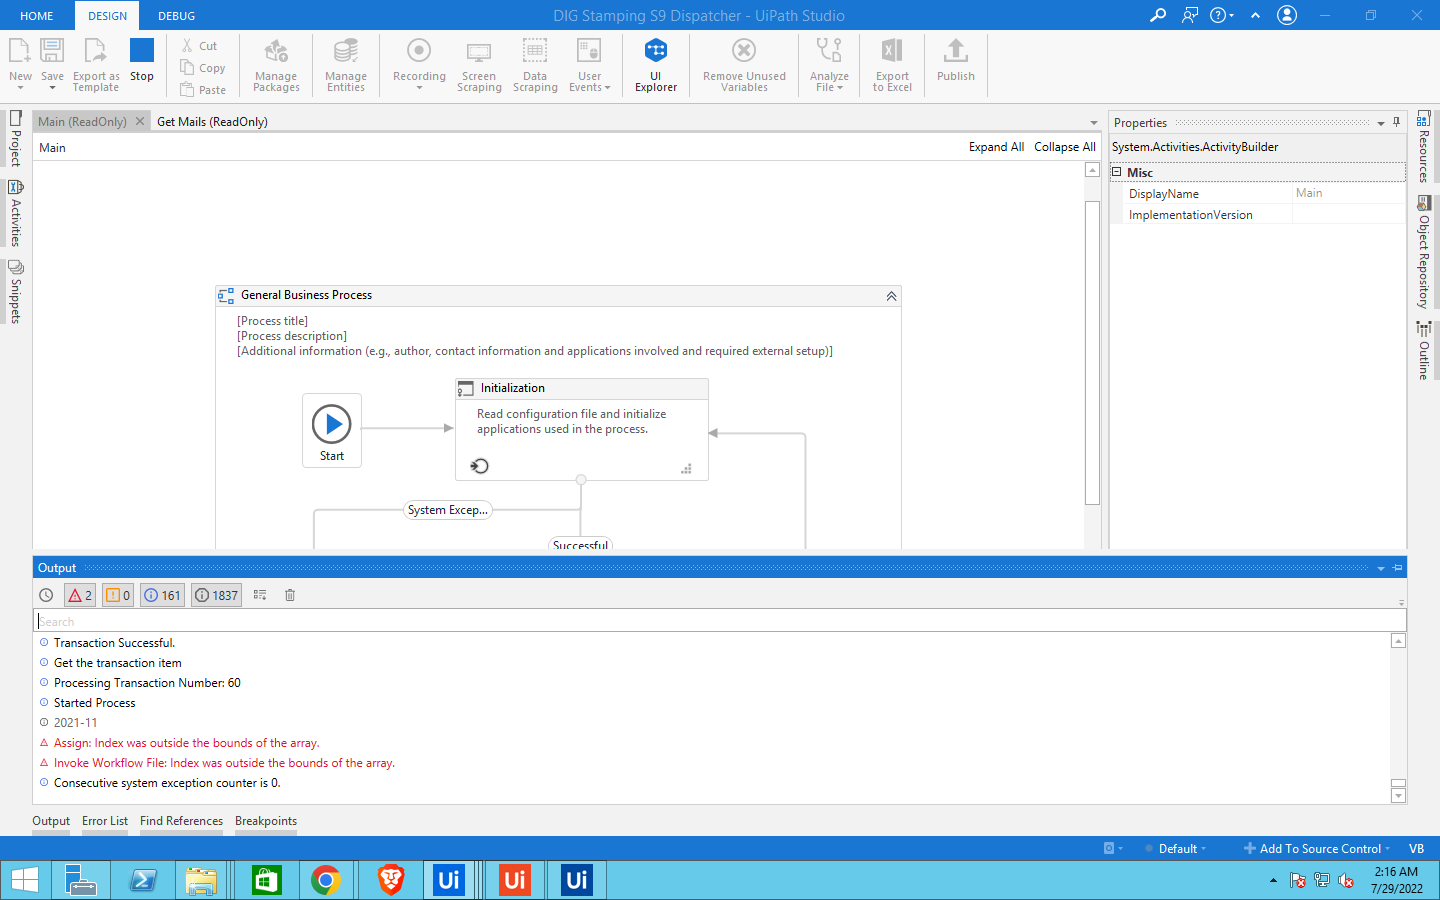 HOME DESIGN DEBUG DIG Stamping S9 Dispatcher - UiPath Studio
New Save Export as Template Stop Cut Copy Paste Manage Packages Manage Entities Recording Screen Scraping Data Scraping User Events UI Explorer Remove Unused Variables Analyze File Export to Excel Publish
Main (ReadOnly) Get Mails (ReadOnly)
Main Expand All Collapse All
Project
Activities
Snippets
General Business Process
[Process title]
[Process description]
[Additional information (e.g., author, contact information and applications involved and required external setup)]
Initialization
Read configuration file and initialize
applications used in the process.
Start
System Excep...
Successful
Properties
System.Activities.ActivityBuilder
Misc
DisplayName Main
ImplementationVersion
Resources
Object Repository
Outline
Output
2 0 161 1837
Search
Transaction Successful.
Get the transaction item
Processing Transaction Number: 60
Started Process
2021-11
Assign: Index was outside the bounds of the array.
Invoke Workflow File: Index was outside the bounds of the array.
Consecutive system exception counter is 0.
Output Error List Find References Breakpoints
Default Add To Source Control VB
Ui Ui Ui
2:16 AM
7/29/2022